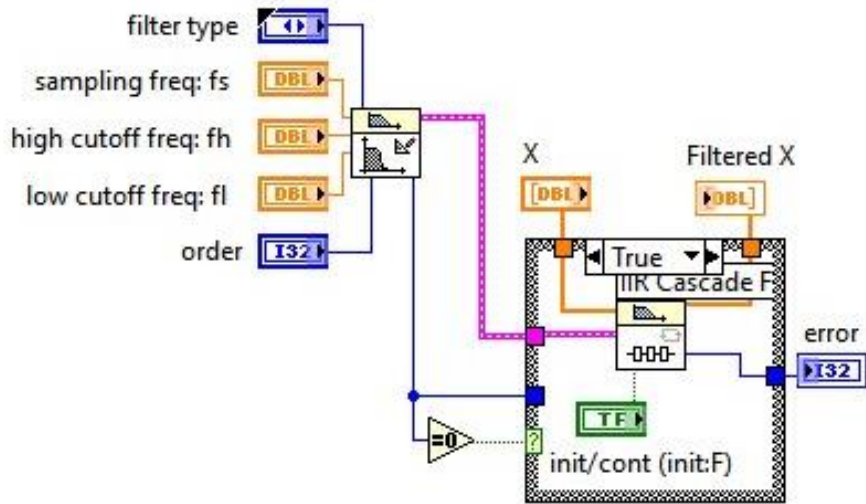 filter type
sampling freq: fs
DBL
high cutoff freq: fh
DBL
low cutoff freq: fl
DBL
order
I32
X
[DBL
Filtered X
DBL]
True
IIR Cascade F
error
I32
TF
=0
?
init/cont (init:F)